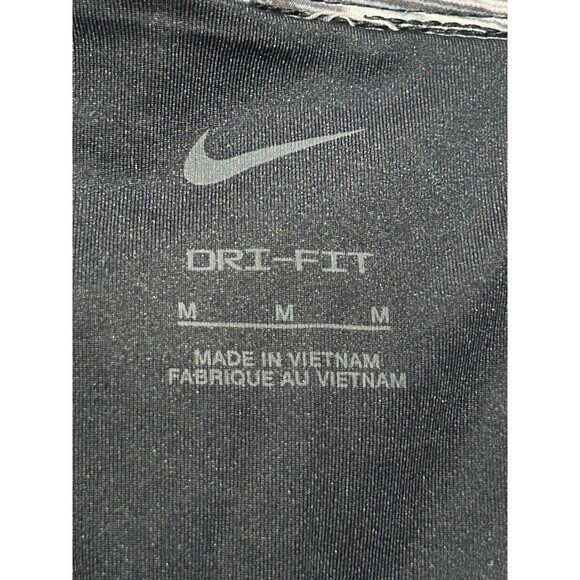 DRI-FIT
M M M
MADE IN VIETNAM
FABRIQUE AU VIETNAM